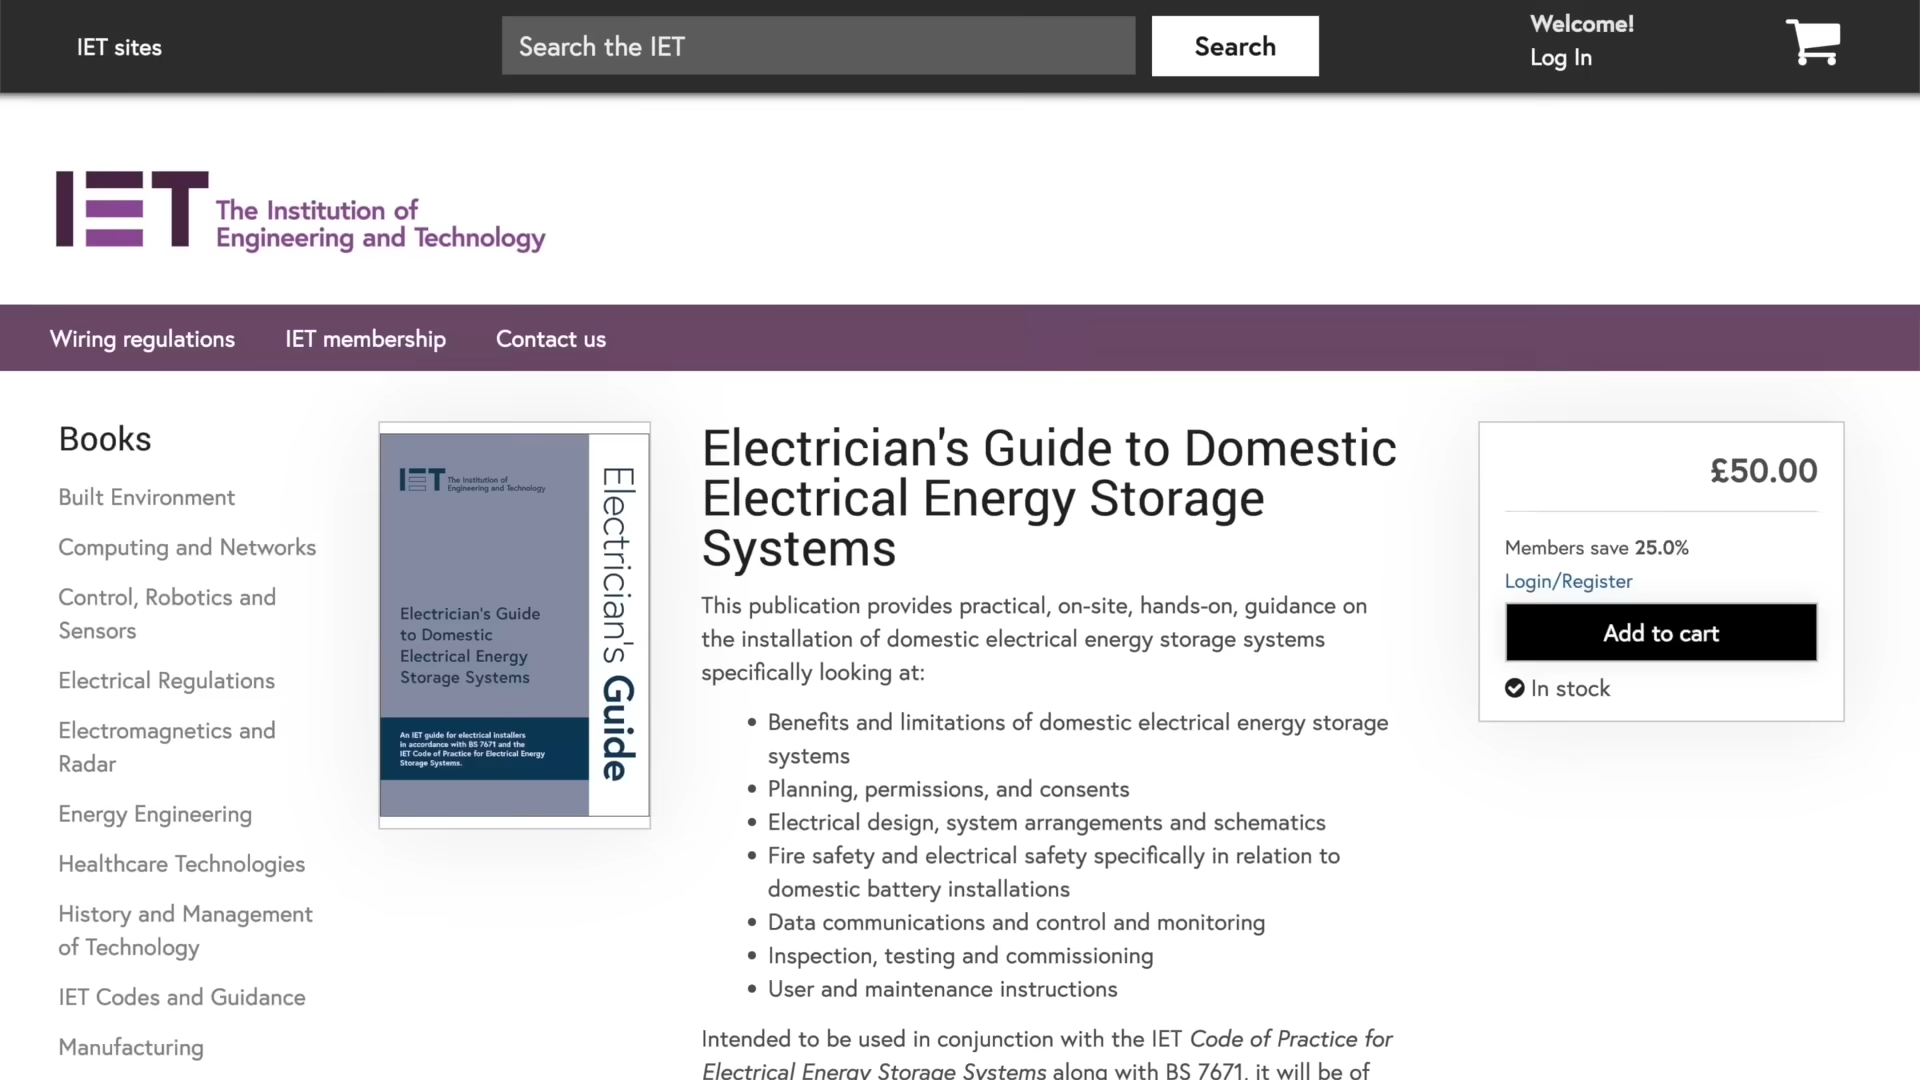 IET sites
Search the IET
Search
Welcome!
Log In
IET
The Institution of
Engineering and Technology
Wiring regulations
IET membership
Contact us
Books
Built Environment
Computing and Networks
Control, Robotics and
Sensors
Electrical Regulations
Electromagnetics and
Radar
Energy Engineering
Healthcare Technologies
History and Management
of Technology
IET Codes and Guidance
Manufacturing
IET
The Institution of
Engineering and Technology
Electrician's Guide
to Domestic
Electrical Energy
Storage Systems
An IET guide for electrical installers
in accordance with BS 7671 and the
IET Code of Practice for Electrical Energy
Storage Systems.
Electrician's Guide
Electrician's Guide to Domestic
Electrical Energy Storage
Systems
This publication provides practical, on-site, hands-on, guidance on
the installation of domestic electrical energy storage systems
specifically looking at:
• Benefits and limitations of domestic electrical energy storage
systems
• Planning, permissions, and consents
• Electrical design, system arrangements and schematics
• Fire safety and electrical safety specifically in relation to
domestic battery installations
• Data communications and control and monitoring
• Inspection, testing and commissioning
• User and maintenance instructions
Intended to be used in conjunction with the IET Code of Practice for
Electrical Energy Storage Systems along with BS 7671, it will be of
£50.00
Members save 25.0%
Login/Register
Add to cart
In stock